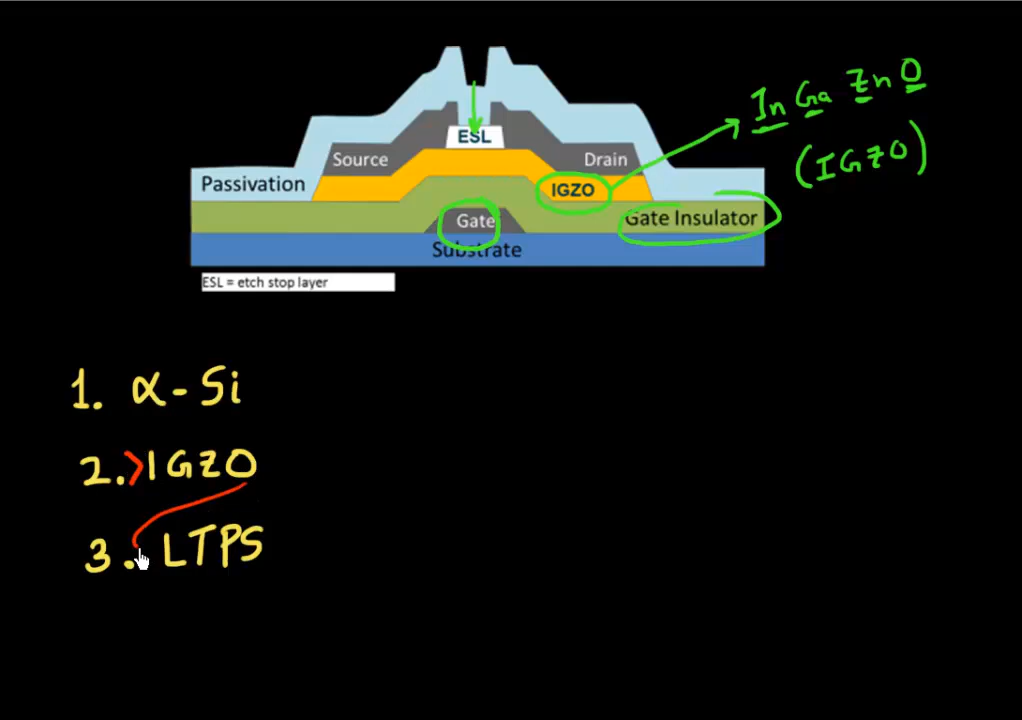 ESL
Source
Drain
Passivation
IGZO
Gate
Gate Insulator
Substrate
ESL = etch stop layer
In Ga Zn O
(IGZO)
1. α-Si
2.>IGZO
3. LTPS